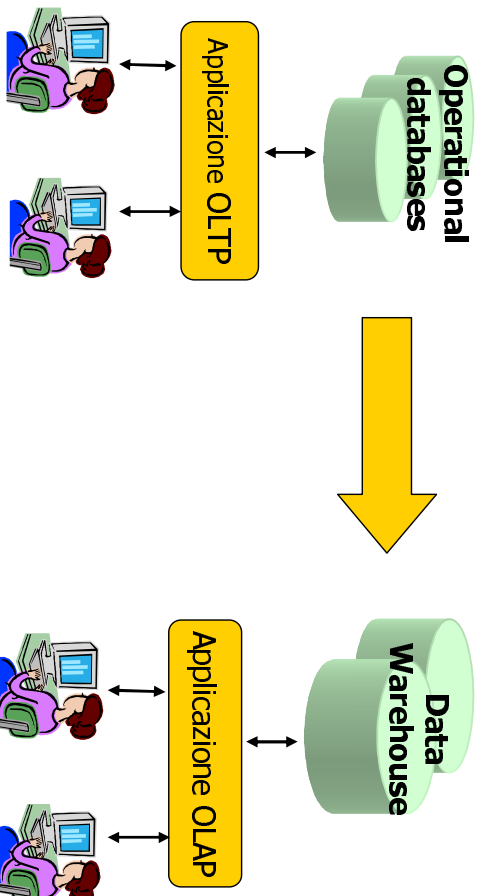 Operational
databases
Applicazione OLTP
Data
Warehouse
Applicazione OLAP